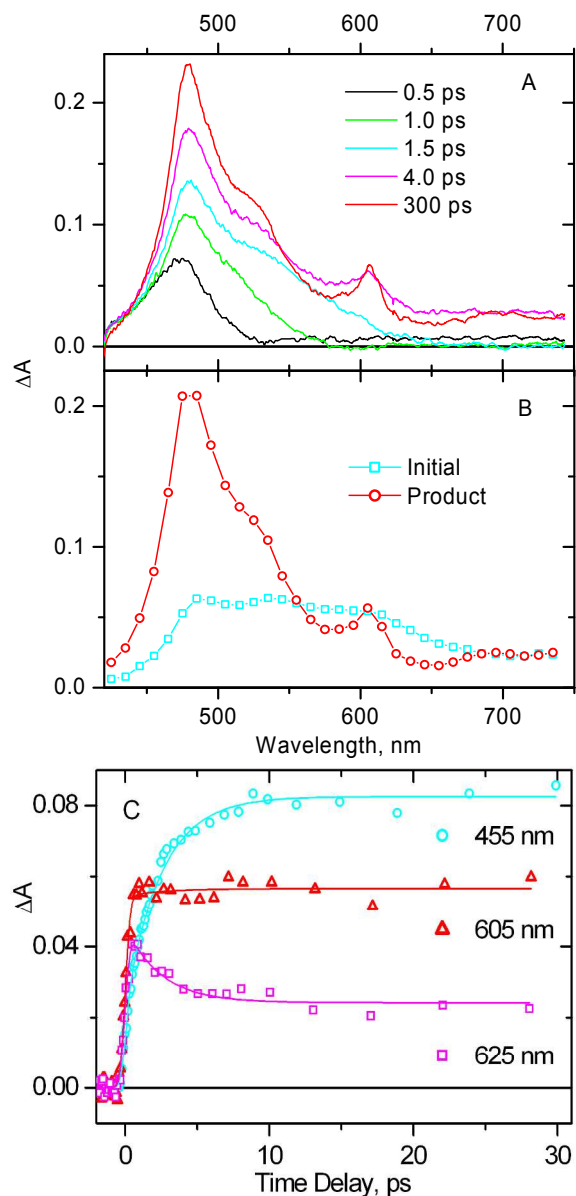 500 600 700
A
0.2
0.1
0.0
0.5 ps
1.0 ps
1.5 ps
4.0 ps
300 ps
ΔA
B
0.2
0.1
0.0
Initial
Product
500 600 700
Wavelength, nm
C
0.08
0.04
0.00
ΔA
455 nm
605 nm
625 nm
0 10 20 30
Time Delay, ps